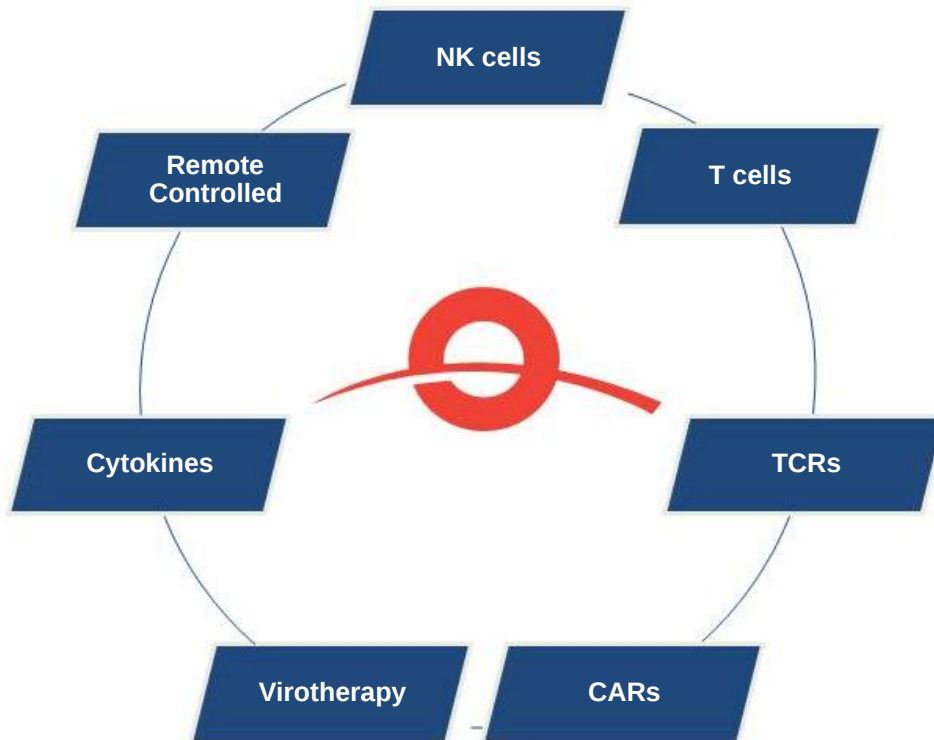 NK cells
T cells
TCRs
CARs
Virotherapy
Cytokines
Remote
Controlled